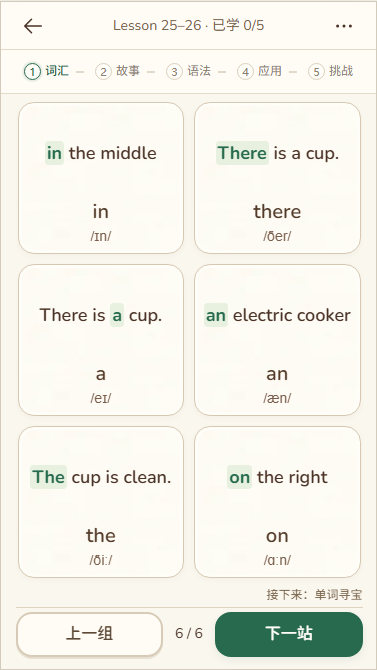 Lesson 25–26 · 已学 0/5
1 词汇 – 2 故事 – 3 语法 – 4 应用 – 5 挑战
in the middle
in
/ɪn/
There is a cup.
there
/ðer/
There is a cup.
a
/eɪ/
an electric cooker
an
/æn/
The cup is clean.
the
/ðiː/
on the right
on
/ɑːn/
接下来：单词寻宝
上一组
6 / 6
下一站